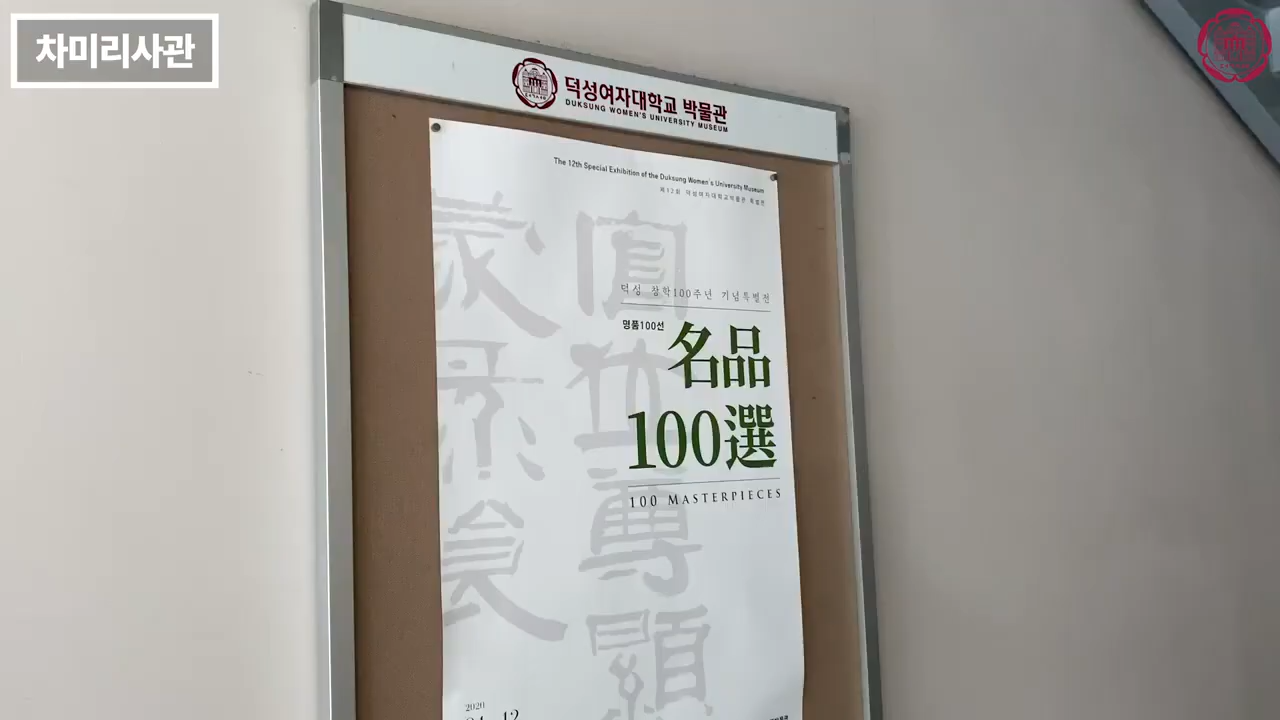 차미리사관
덕성여자대학교 박물관
DUKSUNG WOMEN'S UNIVERSITY MUSEUM
The 12th Special Exhibition of the Duksung Women's University Museum
제12회 덕성여자대학교박물관 특별전
덕성 창학100주년 기념특별전
명품100선
名品
100選
100 MASTERPIECES
2020